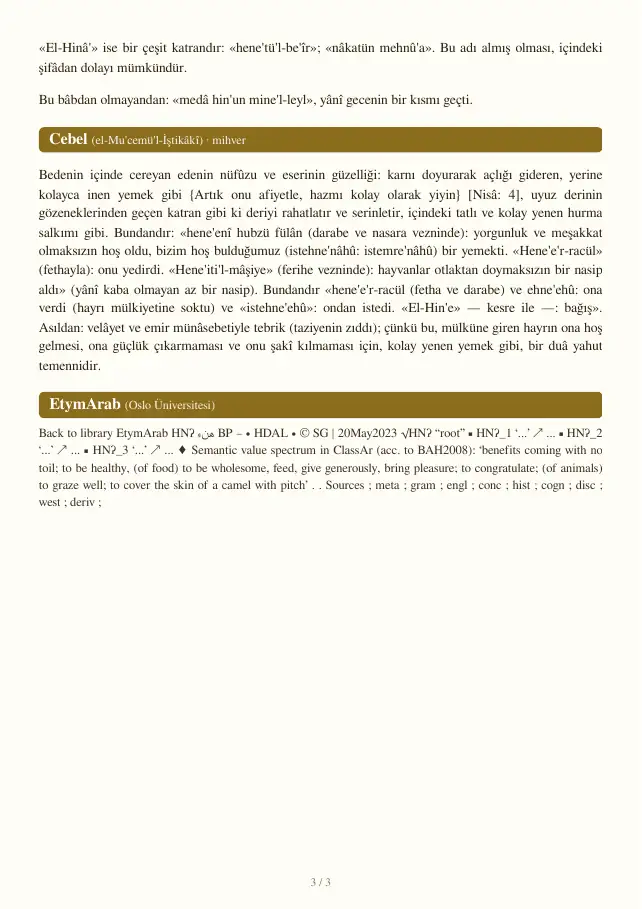 «El-Hinâ'» ise bir çeşit katrandır: «hene'tü'l-be'îr»; «nâkatün mehnû'a». Bu adı almış olması, içindeki
şifâdan dolayı mümkündür.
Bu bâbdan olmayandan: «medâ hin'un mine'l-leyl», yânî gecenin bir kısmı geçti.
Cebel (el-Mu'cemü'l-İştikâkî) · mihver
Bedenin içinde cereyan edenin nüfûzu ve eserinin güzelliği: karnı doyurarak açlığı gideren, yerine
kolayca inen yemek gibi {Artık onu afiyetle, hazmı kolay olarak yiyin} [Nisâ: 4], uyuz derinin
gözeneklerinden geçen katran gibi ki deriyi rahatlatır ve serinletir, içindeki tatlı ve kolay yenen hurma
salkımı gibi. Bundandır: «hene'enî hubzü fülân (darabe ve nasara vezninde): yorgunluk ve meşakkat
olmaksızın hoş oldu, bizim hoş bulduğumuz (istehne'nâhû: istemre'nâhû) bir yemekti. «Hene'e'r-racül»
(fethayla): onu yedirdi. «Hene'iti'l-mâşiye» (ferihe vezninde): hayvanlar otlaktan doymaksızın bir nasip
aldı» (yânî kaba olmayan az bir nasip). Bundandır «hene'e'r-racül (fetha ve darabe) ve ehne'ehû: ona
verdi (hayrı mülkiyetine soktu) ve «istehne'ehû»: ondan istedi. «El-Hin'e» — kesre ile —: bağış».
Asıldan: velâyet ve emir münâsebetiyle tebrik (taziyenin zıddı); çünkü bu, mülküne giren hayrın ona hoş
gelmesi, ona güçlük çıkarmaması ve onu şakî kılmaması için, kolay yenen yemek gibi, bir duâ yahut
temennidir.
EtymArab (Oslo Üniversitesi)
Back to library EtymArab HNʔ هنء BP – • HDAL • © SG | 20May2023 √HNʔ “root” ▪ HNʔ_1 ‘...’ ↗ ... ▪ HNʔ_2
‘...‘ ↗ ... ▪ HNʔ_3 ‘...‘ ↗ ... ♦ Semantic value spectrum in ClassAr (acc. to BAH2008): ‘benefits coming with no
toil; to be healthy, (of food) to be wholesome, feed, give generously, bring pleasure; to congratulate; (of animals)
to graze well; to cover the skin of a camel with pitch’ . . Sources ; meta ; gram ; engl ; conc ; hist ; cogn ; disc ;
west ; deriv ;
3 / 3